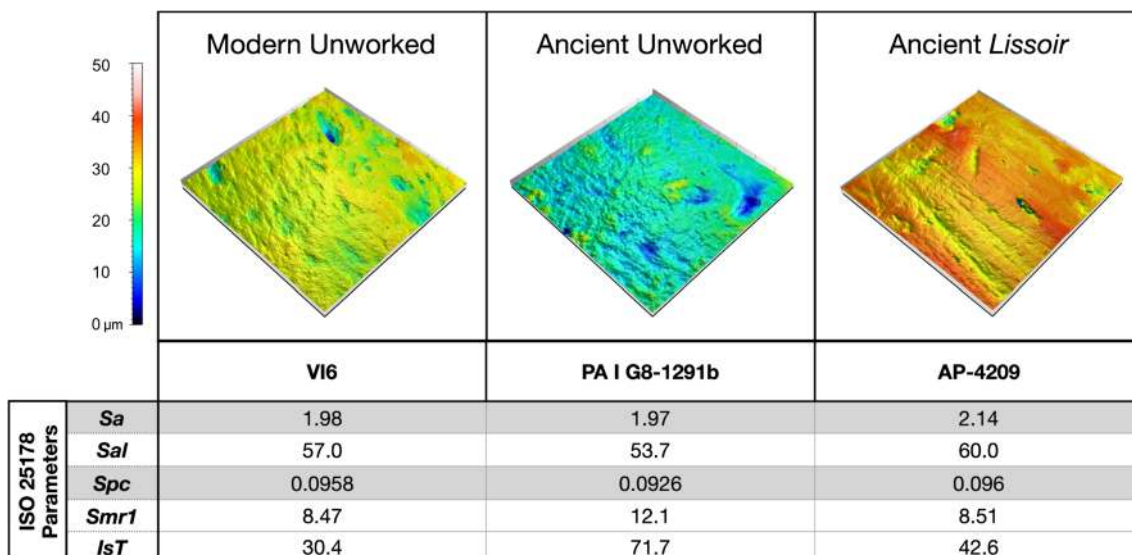 Modern Unworked Ancient Unworked Ancient Lissoir
50
40
30
20
10
0 µm
VI6 PA I G8-1291b AP-4209
ISO 25178
Parameters
Sa 1.98 1.97 2.14
Sal 57.0 53.7 60.0
Spc 0.0958 0.0926 0.096
Smr1 8.47 12.1 8.51
IsT 30.4 71.7 42.6